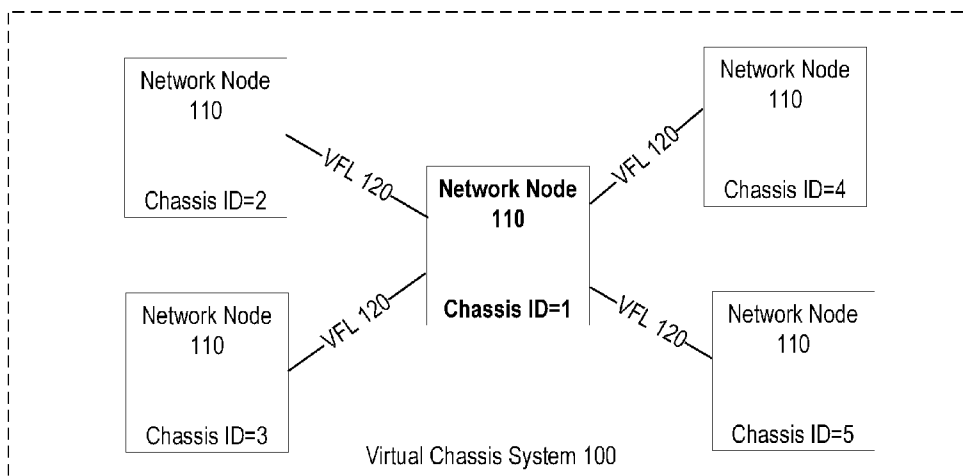 Network Node
110
Chassis ID=2
VFL 120
Network Node
110
Chassis ID=4
VFL 120
Network Node
110
Chassis ID=1
Network Node
110
Chassis ID=3
VFL 120
Network Node
110
Chassis ID=5
VFL 120
Virtual Chassis System 100